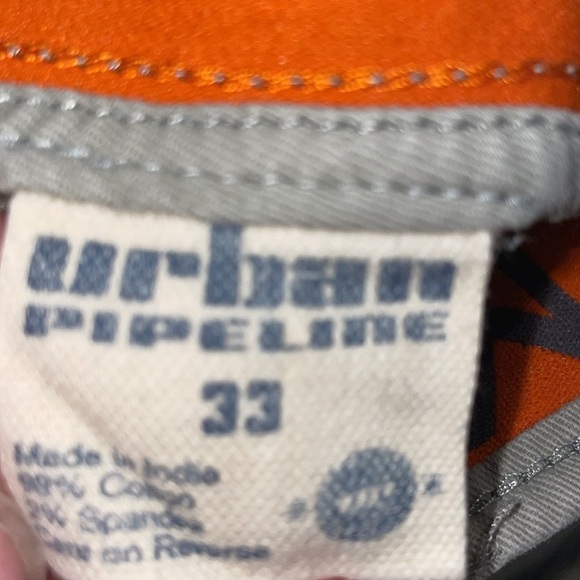 urban
PIPELINE
33
Made in India
98% Cotton
2% Spandex
Care on Reverse